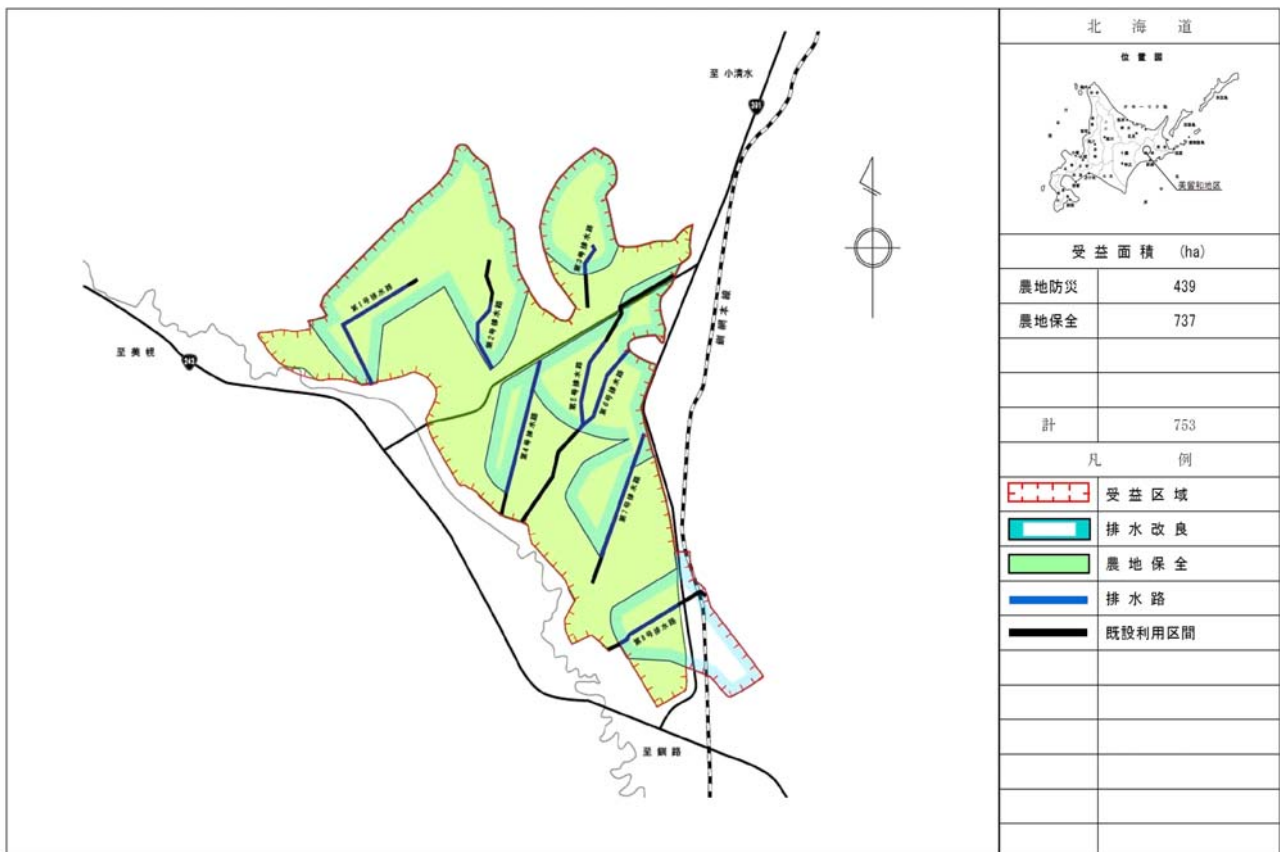 至 小清水
391
釧網本線
第3号排水路
第1号排水路
第2号排水路
至 美幌
243
第5号排水路
第6号排水路
第4号排水路
第7号排水路
第8号排水路
至 釧路
北 海 道
位 置 図
美留和地区
受 益 面 積 (ha)
農地防災 439
農地保全 737
計 753
凡 例
受 益 区 域
排 水 改 良
農 地 保 全
排 水 路
既設利用区間